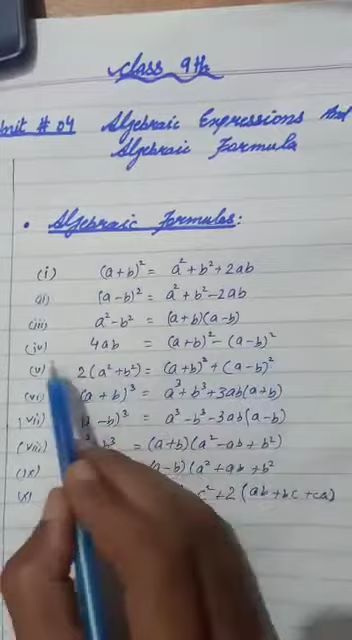 Class 9th
Unit # 04 Algebraic Expressions And
Algebraic Formula
• Algebraic Formulas:
(i) (a+b)² = a²+b²+2ab
(ii) (a-b)² = a²+b²-2ab
(iii) a²-b² = (a+b)(a-b)
(iv) 4ab = (a+b)²-(a-b)²
(v) 2(a²+b²) = (a+b)²+(a-b)²
(vi) (a+b)³ = a³+b³+3ab(a+b)
(vii) -b)³ = a³-b³-3ab(a-b)
(viii) b³ = (a+b)(a²-ab+b²)
(ix) (a-b)(a²+ab+b²
(x) c²+2(ab+bc+ca)